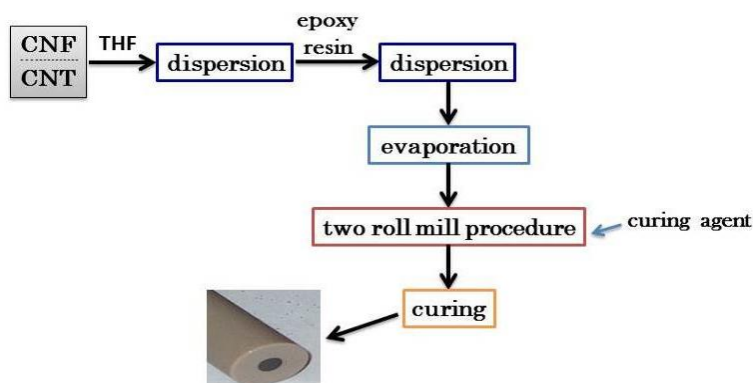 CNF
CNT
THF
dispersion
epoxy
resin
dispersion
evaporation
two roll mill procedure
curing agent
curing